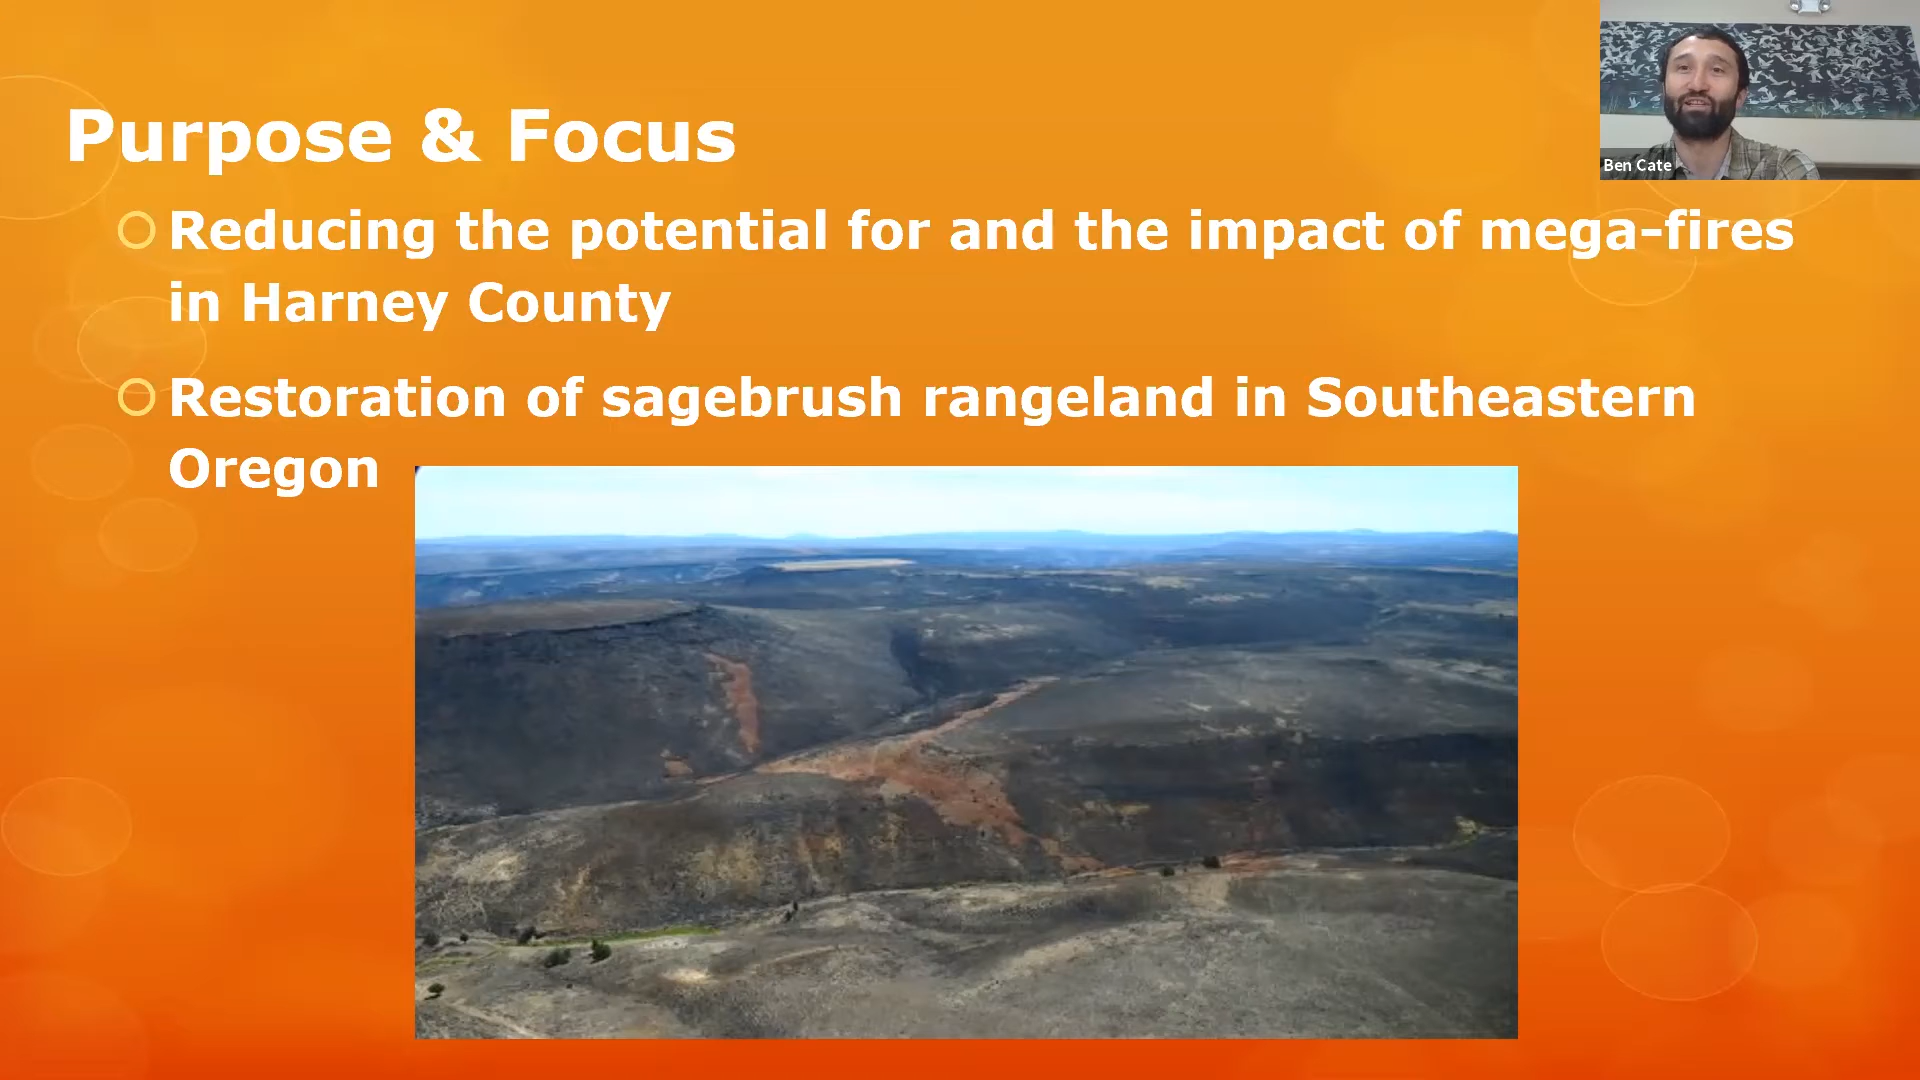 Purpose & Focus
Reducing the potential for and the impact of mega-fires
in Harney County
Restoration of sagebrush rangeland in Southeastern
Oregon
Ben Cate